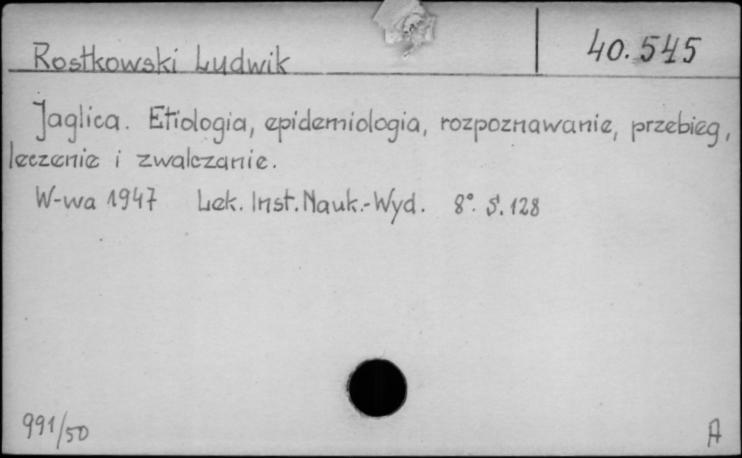 Rostkowski Ludwik
40.545
Jaglica. Etiologia, epidemiologia, rozpoznawanie, przebieg,
leczenie i zwalczanie.
W-wa 1947 Lek. Inst. Nauk.-Wyd. 8°. S. 128
991/50
A